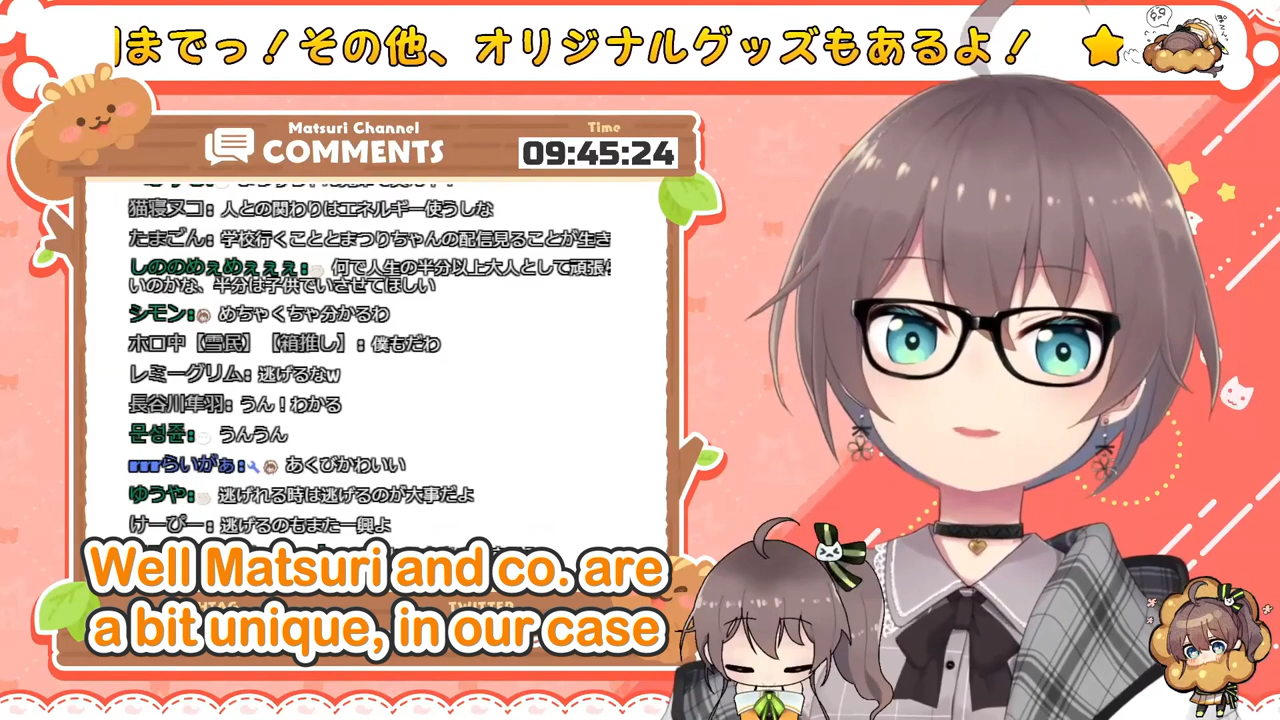 までっ！その他、オリジナルグッズもあるよ！
Matsuri Channel
COMMENTS
Time
09:45:24
猫寝ヌコ: 人との関わりはエネルギー使うしな
たまごん: 学校行くこととまつりちゃんの配信見ることが生き
しののめぇめぇぇぇ: 何で人生の半分以上大人として頑張
いのかな、半分は子供でいさせてほしい
シモン: めちゃくちゃ分かるわ
ホロ中【雪民】【箱推し】: 僕もだわ
レミーグリム: 逃げるなw
長谷川隼羽: うん！わかる
문성준: うんうん
らいがぁ: あくびかわいい
ゆうや: 逃げれる時は逃げるのが大事だよ
けーぴー: 逃げるのもまた一興よ
Well Matsuri and co. are
a bit unique, in our case
TWITTER